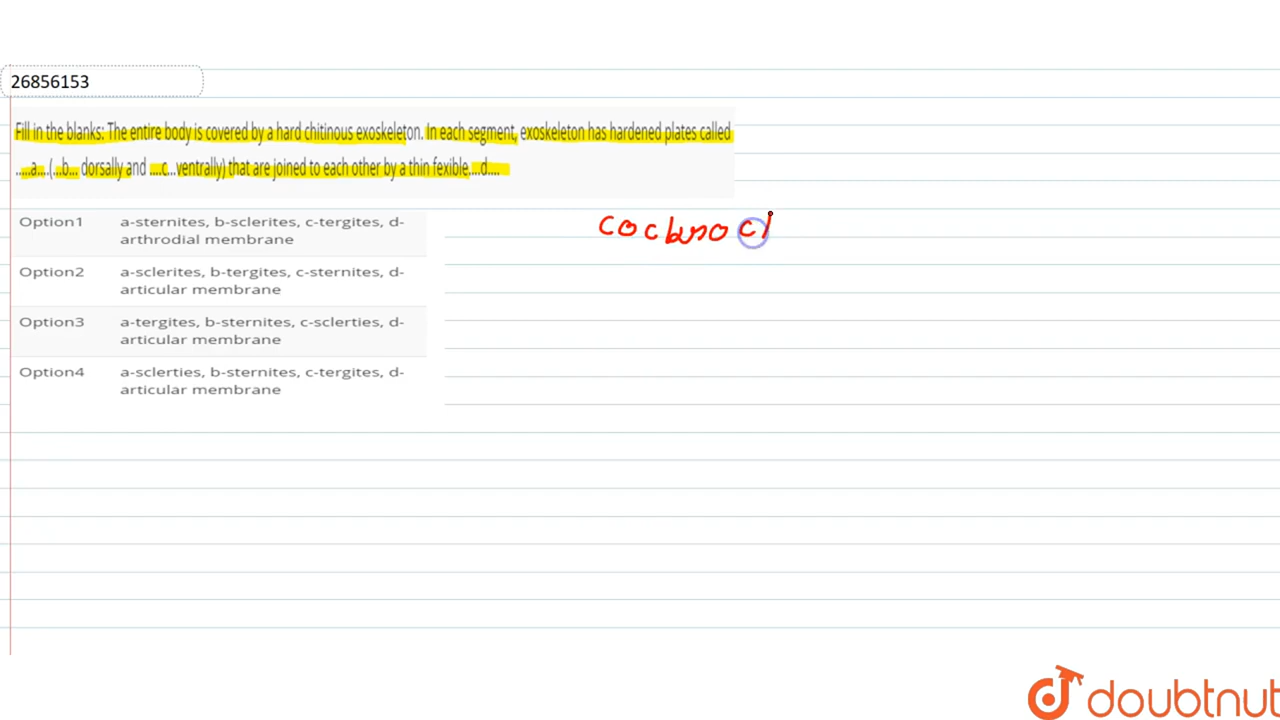 26856153
Fill in the blanks: The entire body is covered by a hard chitinous exoskeleton. In each segment, exoskeleton has hardened plates called
.....a....(...b... dorsally and ....c...ventrally) that are joined to each other by a thin fexible....d....
Option1 a-sternites, b-sclerites, c-tergites, d-
arthrodial membrane
Option2 a-sclerites, b-tergites, c-sternites, d-
articular membrane
Option3 a-tergites, b-sternites, c-sclerties, d-
articular membrane
Option4 a-sclerties, b-sternites, c-tergites, d-
articular membrane
doubtnut